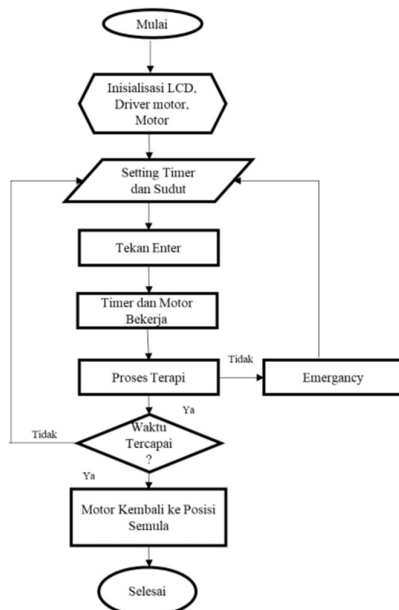 Mulai
Inisialisasi LCD,
Driver motor,
Motor
Setting Timer
dan Sudut
Tekan Enter
Timer dan Motor
Bekerja
Tidak
Proses Terapi
Emergancy
Ya
Waktu
Tercapai
?
Tidak
Ya
Motor Kembali ke Posisi
Semula
Selesai